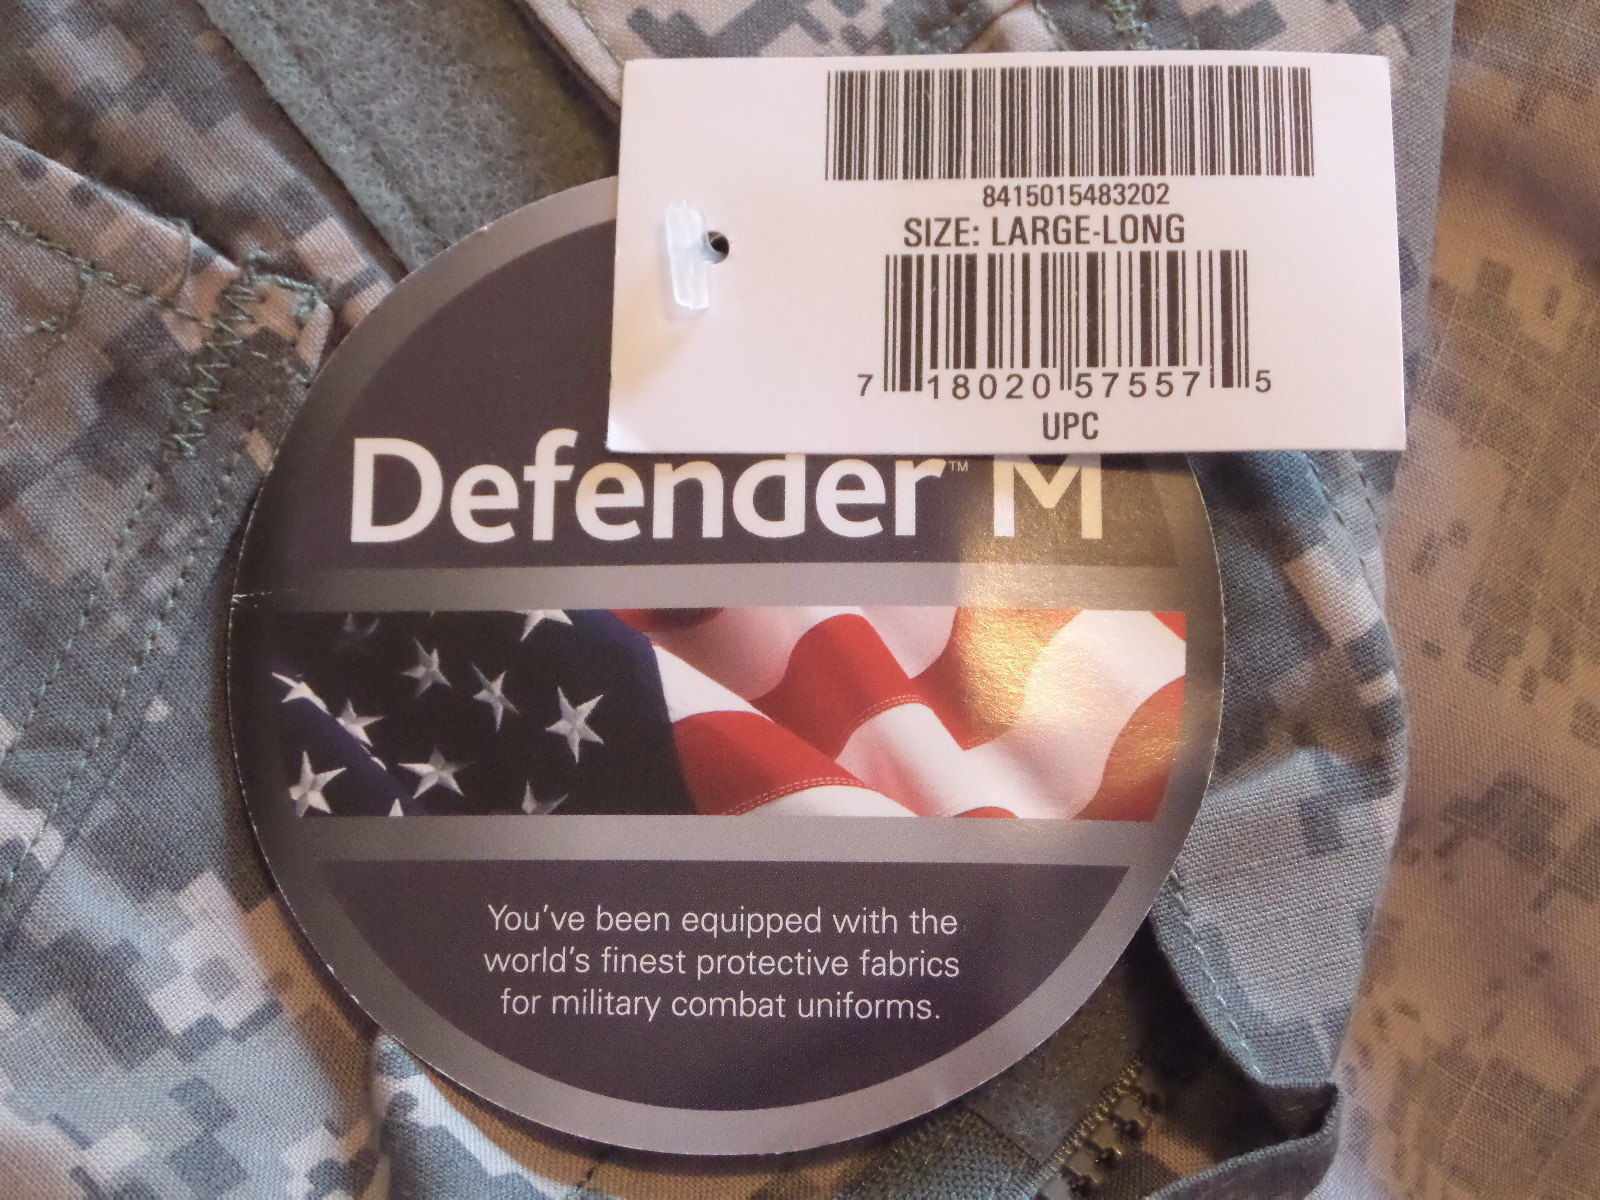 8415015483202
SIZE: LARGE-LONG
7 18020 57557 5
UPC
Defender™ M
You've been equipped with the
world's finest protective fabrics
for military combat uniforms.